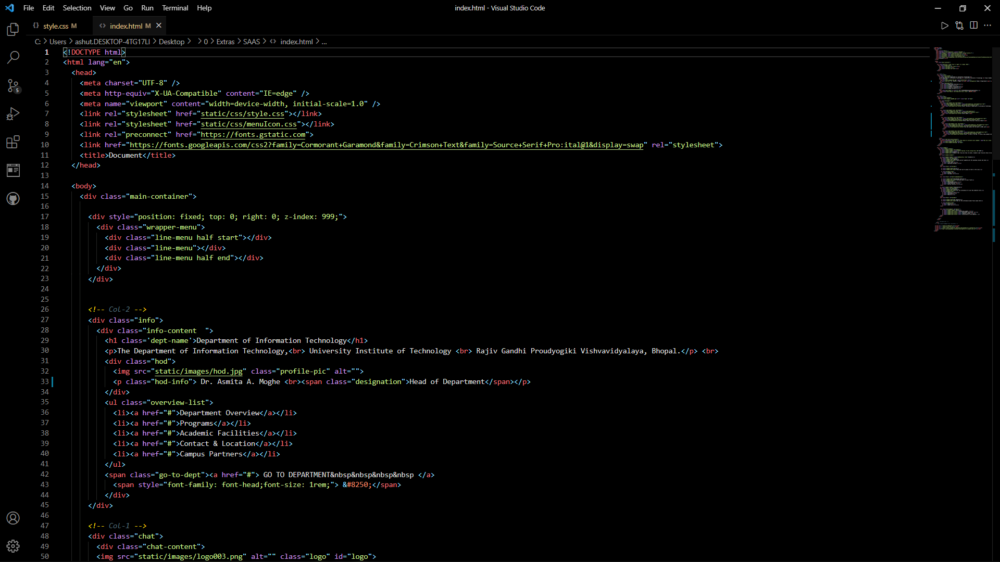 File Edit Selection View Go Run Terminal Help index.html - Visual Studio Code
{} style.css M <> index.html M
C: > Users > ashut.DESKTOP-4TG17LI > Desktop > > 0 > Extras > SAAS > <> index.html > ...
1 <!DOCTYPE html>
2 <html lang="en">
3 <head>
4 <meta charset="UTF-8" />
5 <meta http-equiv="X-UA-Compatible" content="IE=edge" />
6 <meta name="viewport" content="width=device-width, initial-scale=1.0" />
7 <link rel="stylesheet" href="static/css/style.css"></link>
8 <link rel="stylesheet" href="static/css/menuIcon.css"></link>
9 <link rel="preconnect" href="https://fonts.gstatic.com">
10 <link href="https://fonts.googleapis.com/css2?family=Cormorant+Garamond&family=Crimson+Text&family=Source+Serif+Pro:ital@1&display=swap" rel="stylesheet">
11 <title>Document</title>
12 </head>
13
14 <body>
15 <div class="main-container">
16
17 <div style="position: fixed; top: 0; right: 0; z-index: 999;">
18 <div class="wrapper-menu">
19 <div class="line-menu half start"></div>
20 <div class="line-menu"></div>
21 <div class="line-menu half end"></div>
22 </div>
23 </div>
24
25
26 <!-- Col-2 -->
27 <div class="info">
28 <div class="info-content  ">
29 <h1 class='dept-name'>Department of Information Technology</h1>
30 <p>The Department of Information Technology,<br> University Institute of Technology <br> Rajiv Gandhi Proudyogiki Vishvavidyalaya, Bhopal.</p> <br>
31 <div class="hod">
32 <img src="static/images/hod.jpg" class="profile-pic" alt="">
33 <p class="hod-info"> Dr. Asmita A. Moghe <br><span class="designation">Head of Department</span></p>
34 </div>
35 <ul class="overview-list">
36 <li><a href="#">Department Overview</a></li>
37 <li><a href="#">Programs</a></li>
38 <li><a href="#">Academic Facilities</a></li>
39 <li><a href="#">Contact & Location</a></li>
40 <li><a href="#">Campus Partners</a></li>
41 </ul>
42 <span class="go-to-dept"><a href="#"> GO TO DEPARTMENT&nbsp&nbsp&nbsp&nbsp </a>
43 <span style="font-family: font-head;font-size: 1rem;"> &#8250;</span>
44 </div>
45 </div>
46
47 <!-- Col-1 -->
48 <div class="chat">
49 <div class="chat-content">
50 <img src="static/images/logo003.png" alt="" class="logo" id="logo">
5